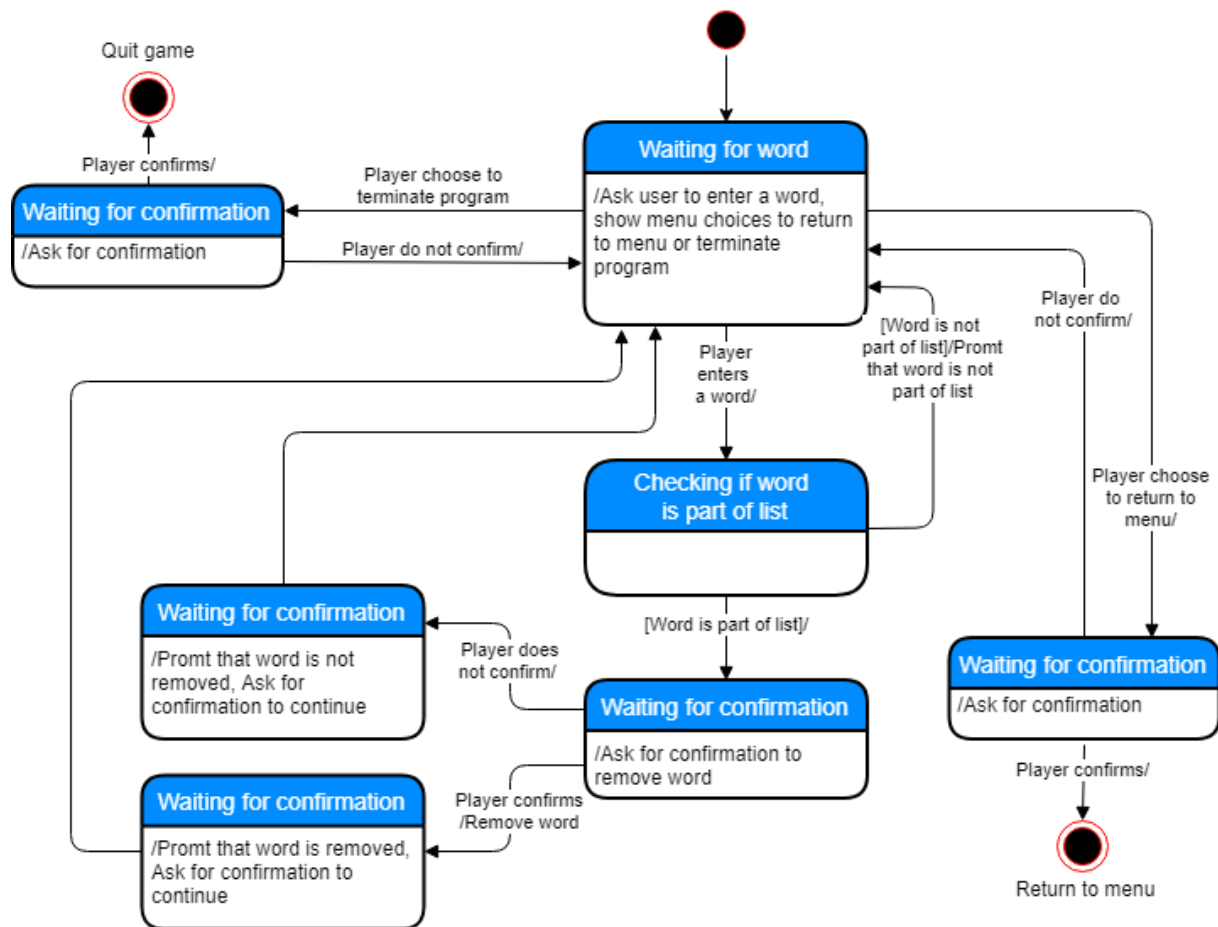 Quit game
Player confirms/
Waiting for confirmation
/Ask for confirmation
Player choose to
terminate program
Player do not confirm/
Waiting for word
/Ask user to enter a word,
show menu choices to return
to menu or terminate
program
Player
enters
a word/
[Word is not
part of list]/Promt
that word is not
part of list
Player do
not confirm/
Player choose
to return to
menu/
Checking if word
is part of list
[Word is part of list]/
Waiting for confirmation
/Promt that word is not
removed, Ask for
confirmation to continue
Player does
not confirm/
Waiting for confirmation
/Ask for confirmation to
remove word
Waiting for confirmation
/Ask for confirmation
Player confirms/
Return to menu
Player confirms
/Remove word
Waiting for confirmation
/Promt that word is removed,
Ask for confirmation to
continue